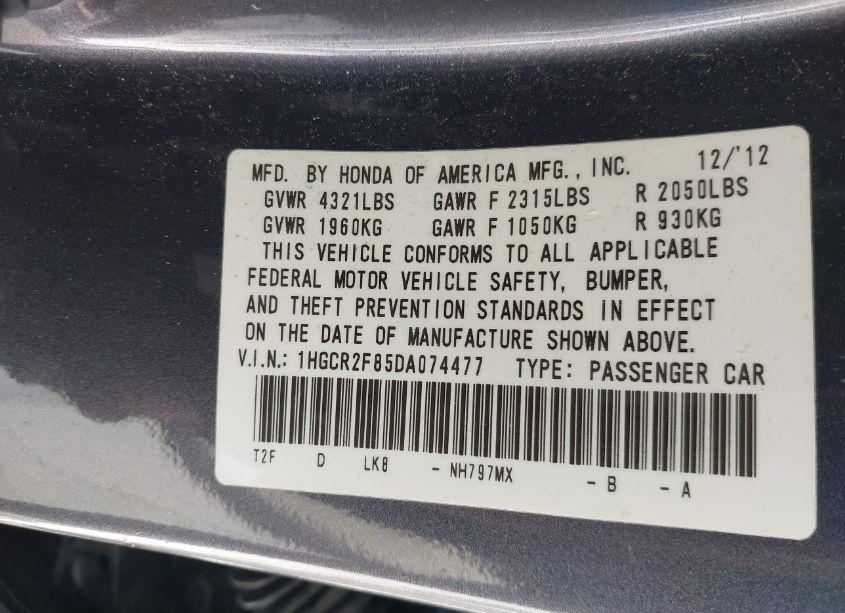 MFD. BY HONDA OF AMERICA MFG., INC. 12/'12
GVWR 4321LBS GAWR F 2315LBS R 2050LBS
GVWR 1960KG GAWR F 1050KG R 930KG
THIS VEHICLE CONFORMS TO ALL APPLICABLE
FEDERAL MOTOR VEHICLE SAFETY, BUMPER,
AND THEFT PREVENTION STANDARDS IN EFFECT
ON THE DATE OF MANUFACTURE SHOWN ABOVE.
V.I.N.: 1HGCR2F85DA074477 TYPE: PASSENGER CAR
T2F D LK8 - NH797MX - B - A